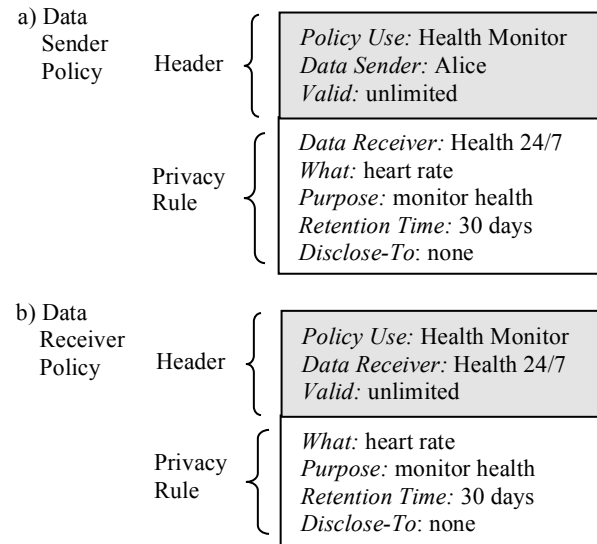 a) Data
Sender
Policy
Header
Policy Use: Health Monitor
Data Sender: Alice
Valid: unlimited
Privacy
Rule
Data Receiver: Health 24/7
What: heart rate
Purpose: monitor health
Retention Time: 30 days
Disclose-To: none
b) Data
Receiver
Policy
Header
Policy Use: Health Monitor
Data Receiver: Health 24/7
Valid: unlimited
Privacy
Rule
What: heart rate
Purpose: monitor health
Retention Time: 30 days
Disclose-To: none